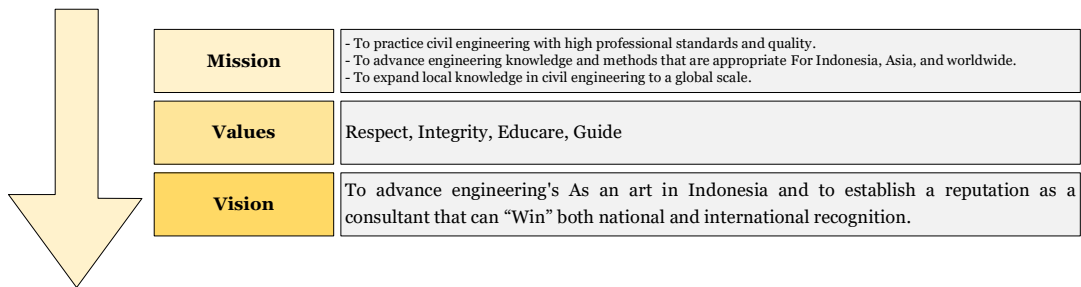 Mission
- To practice civil engineering with high professional standards and quality.
- To advance engineering knowledge and methods that are appropriate For Indonesia, Asia, and worldwide.
- To expand local knowledge in civil engineering to a global scale.
Values
Respect, Integrity, Educare, Guide
Vision
To advance engineering's As an art in Indonesia and to establish a reputation as a
consultant that can “Win” both national and international recognition.